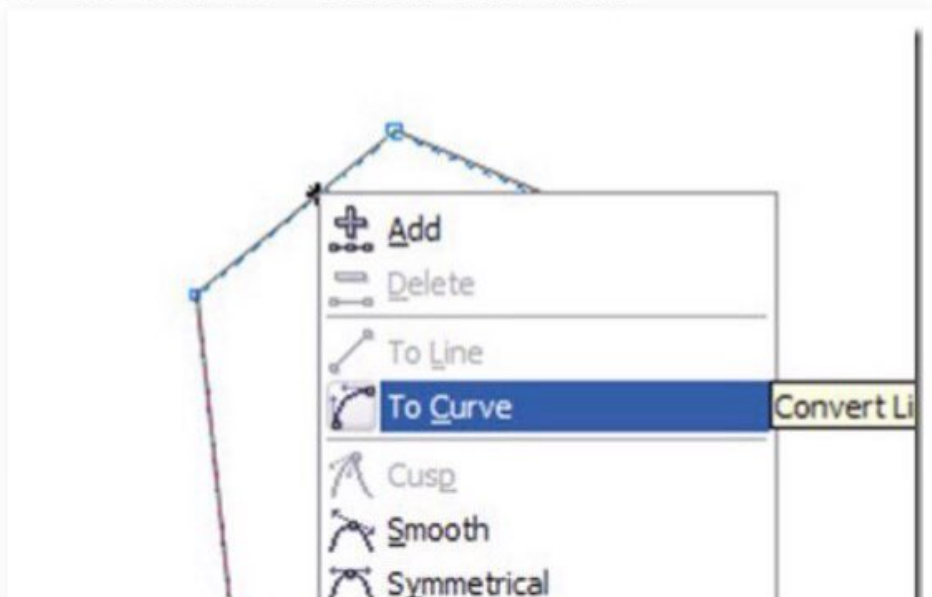 Add
Delete
To Line
To Curve
Convert Li
Cusp
Smooth
Symmetrical